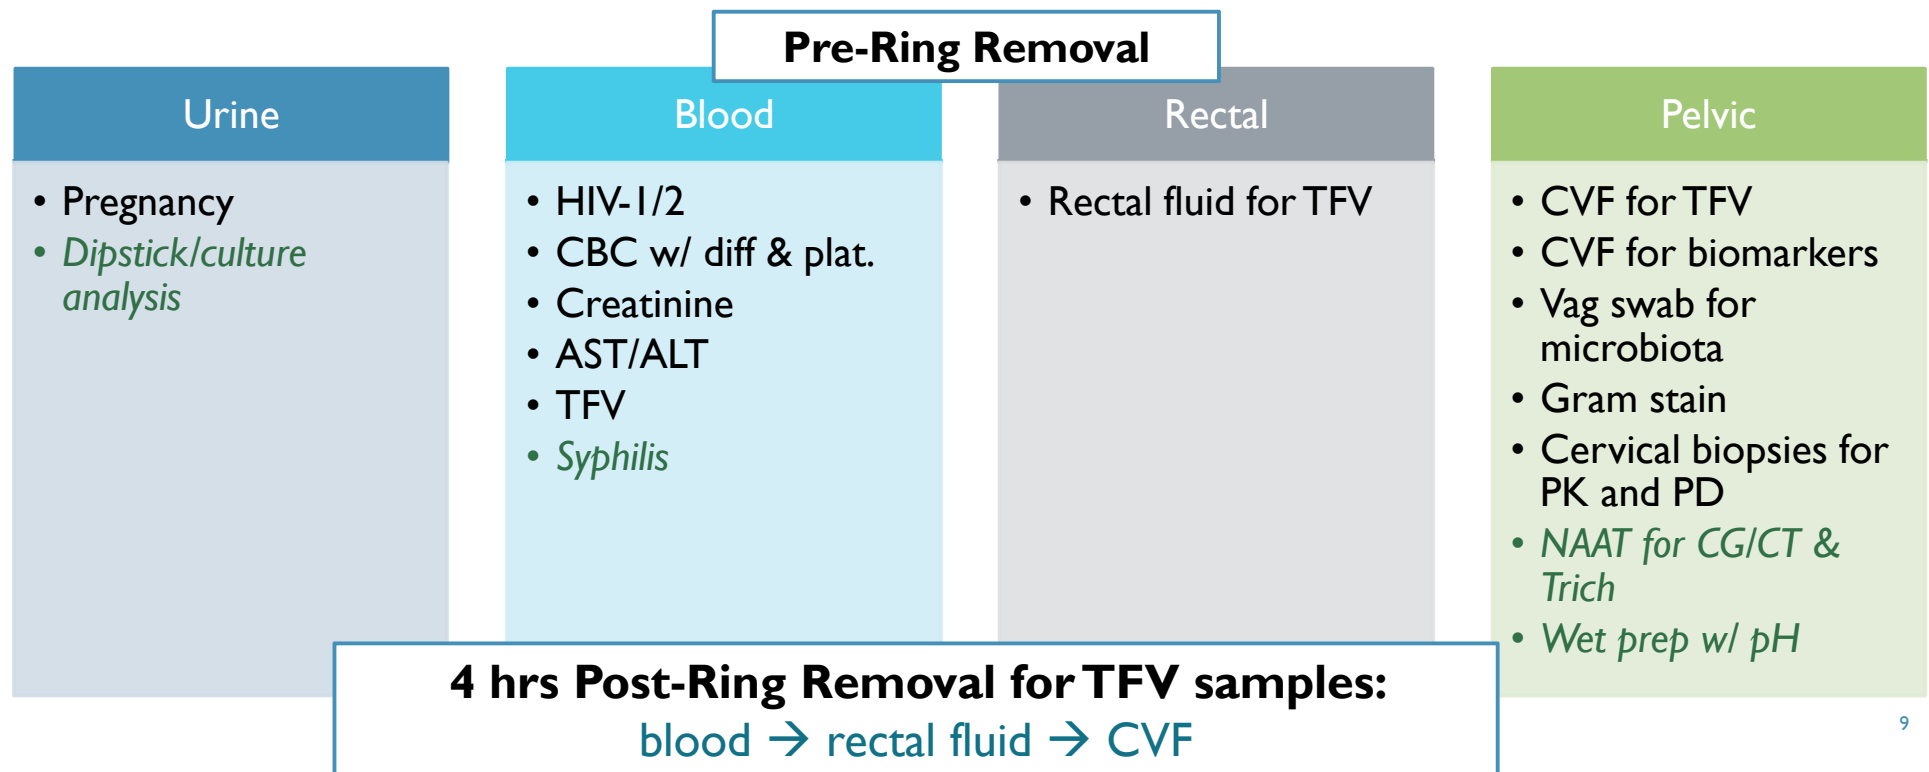 Pre-Ring Removal
Urine
• Pregnancy
• Dipstick/culture
analysis
Blood
• HIV-1/2
• CBC w/ diff & plat.
• Creatinine
• AST/ALT
• TFV
• Syphilis
Rectal
• Rectal fluid for TFV
Pelvic
• CVF for TFV
• CVF for biomarkers
• Vag swab for
microbiota
• Gram stain
• Cervical biopsies for
PK and PD
• NAAT for CG/CT &
Trich
• Wet prep w/ pH
4 hrs Post-Ring Removal for TFV samples:
blood → rectal fluid → CVF
9